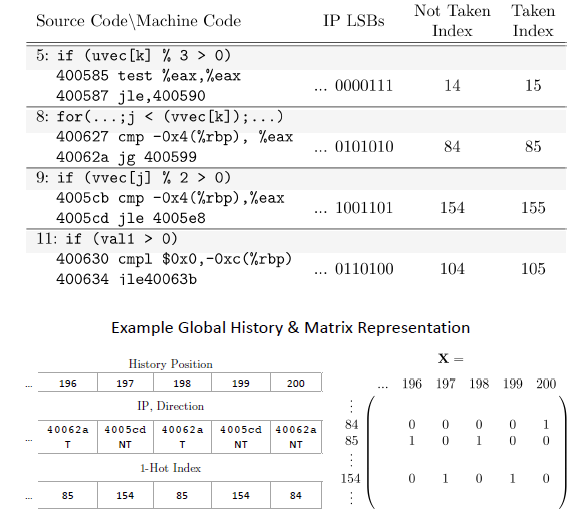 Source Code\Machine Code IP LSBs Not Taken Index Taken Index
5: if (uvec[k] % 3 > 0)
400585 test %eax,%eax
400587 jle,400590
... 0000111 14 15
8: for(...;j < (vvec[k]);...)
400627 cmp -0x4(%rbp), %eax
40062a jg 400599
... 0101010 84 85
9: if (vvec[j] % 2 > 0)
4005cb cmp -0x4(%rbp),%eax
4005cd jle 4005e8
... 1001101 154 155
11: if (val1 > 0)
400630 cmpl $0x0,-0xc(%rbp)
400634 jle40063b
... 0110100 104 105
Example Global History & Matrix Representation
History Position
... 196 197 198 199 200
IP, Direction
... 40062a 4005cd 40062a 4005cd 40062a
T NT T NT NT
1-Hot Index
... 85 154 85 154 84
X =
... 196 197 198 199 200
⋮
84 0 0 0 0 1
85 1 0 1 0 0
⋮
154 0 1 0 1 0
⋮